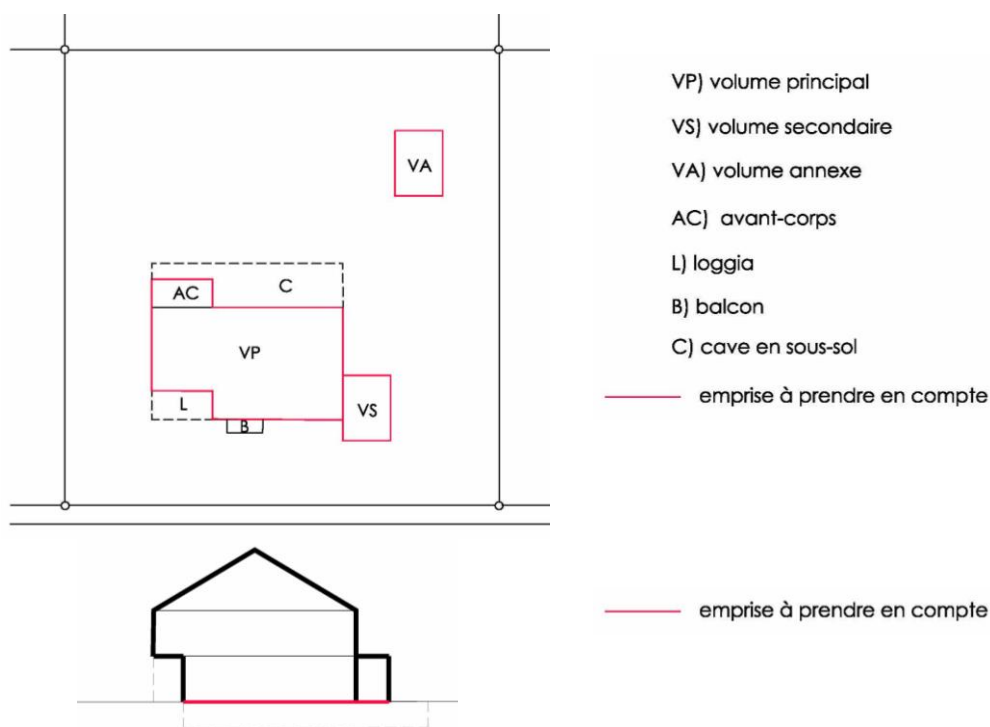 VP) volume principal
VS) volume secondaire
VA
VA) volume annexe
AC) avant-corps
L) loggia
AC
C
B) balcon
C) cave en sous-sol
VP
emprise à prendre en compte
L
VS
B
emprise à prendre en compte